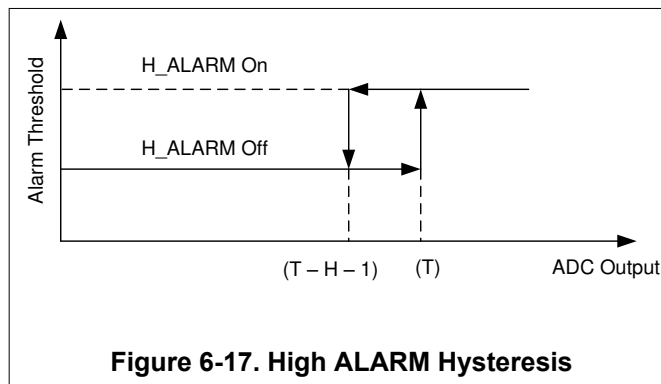 H_ALARM On
Alarm Threshold
H_ALARM Off
(T – H – 1)
(T)
ADC Output
Figure 6-17. High ALARM Hysteresis